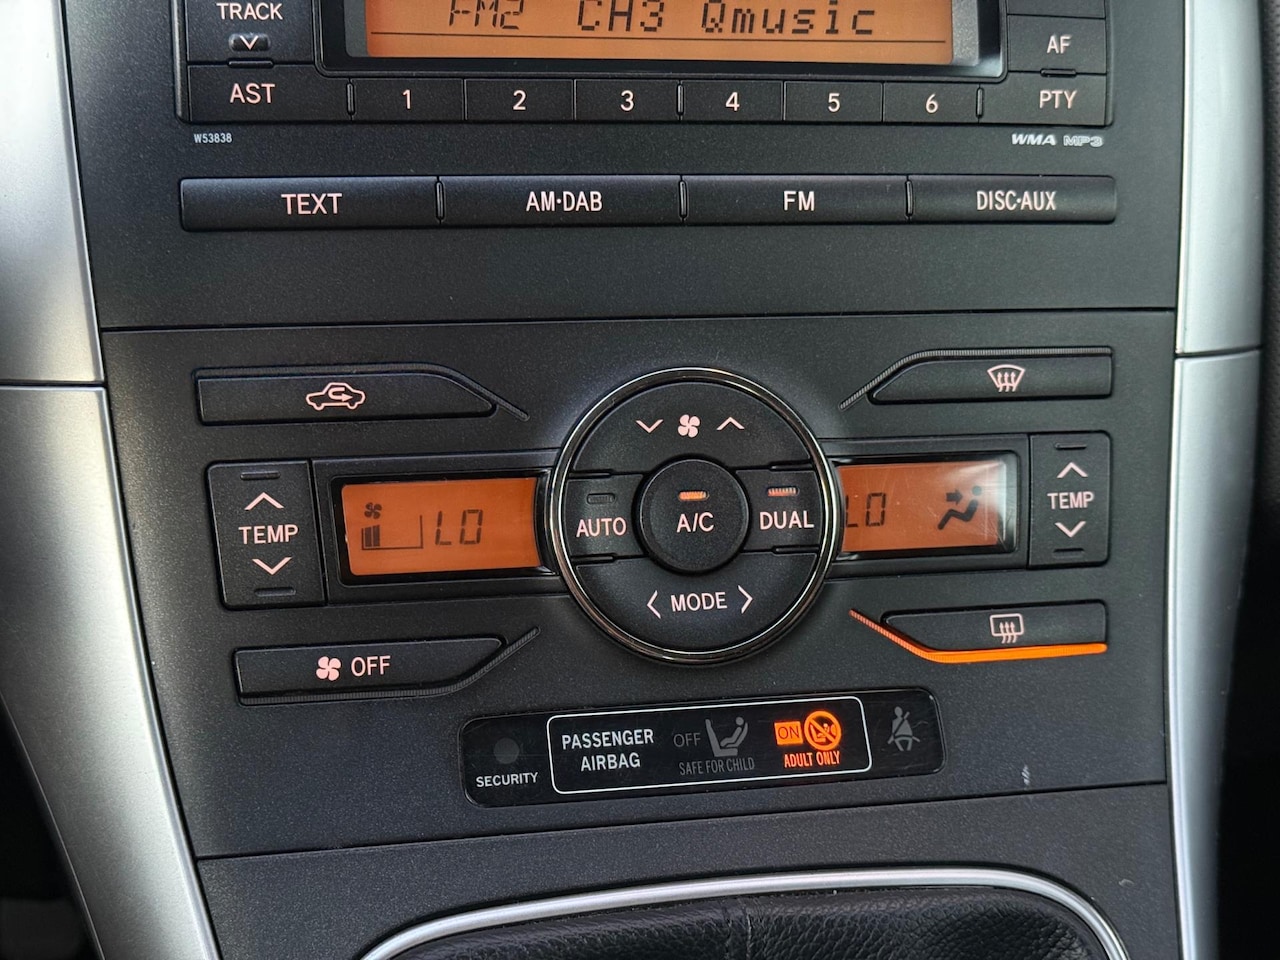 FM2 CH3 Qmusic
TRACK
AF
AST 1 2 3 4 5 6 PTY
W53838 WMA MP3
TEXT AM·DAB FM DISC·AUX
TEMP LO AUTO A/C DUAL LO TEMP
MODE
OFF
SECURITY
PASSENGER
AIRBAG
OFF
SAFE FOR CHILD
ON
ADULT ONLY